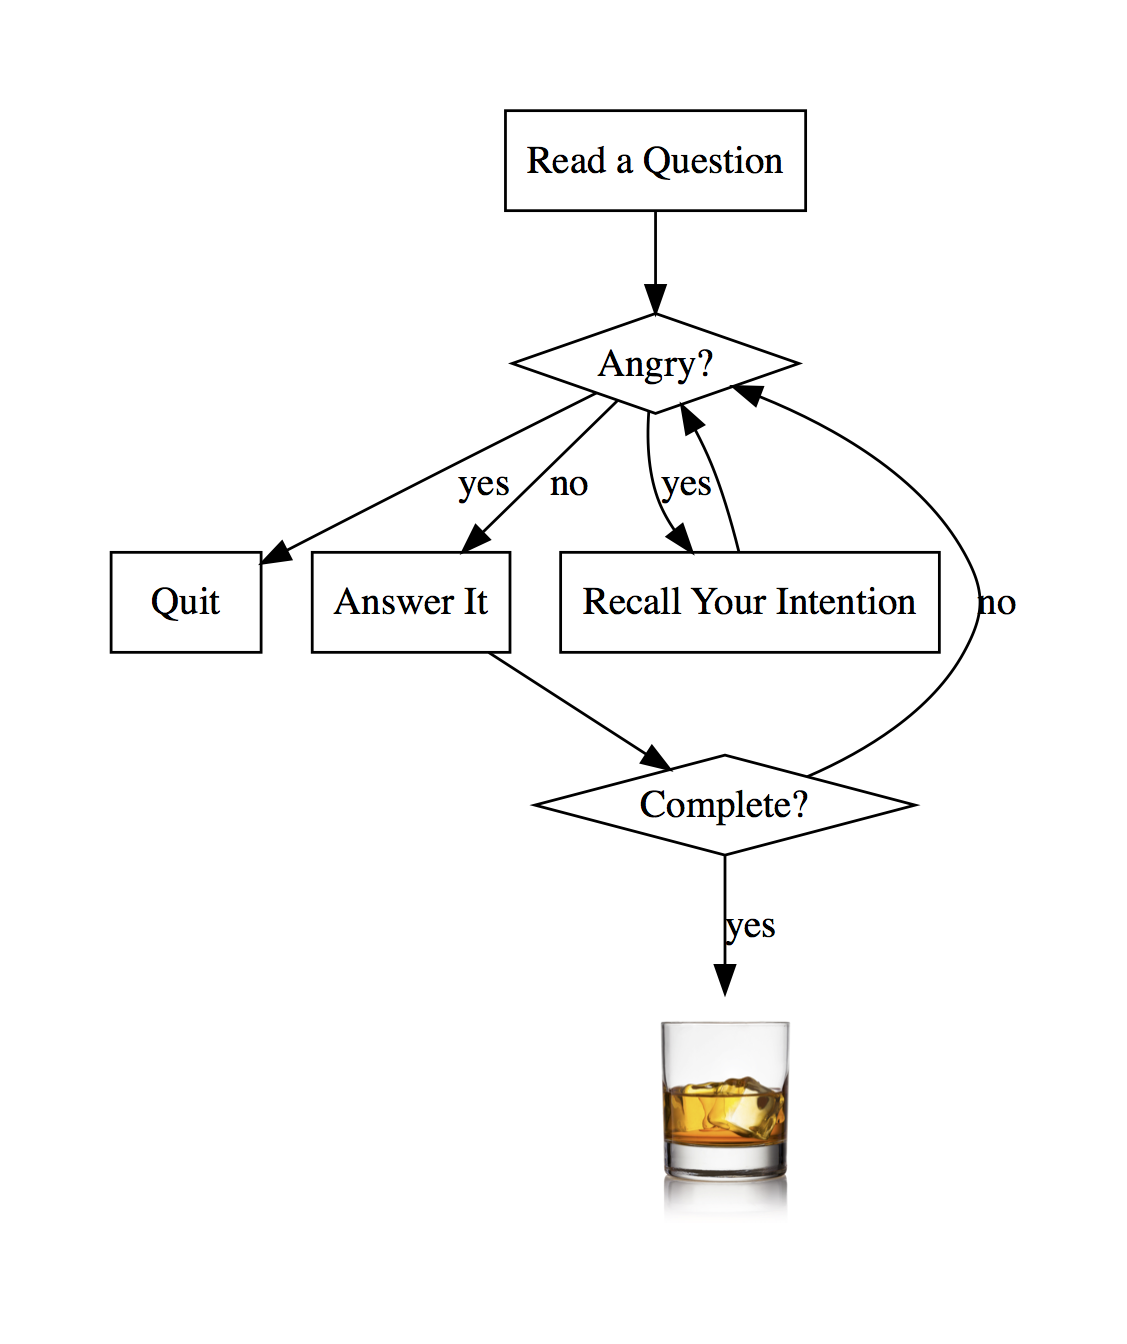 Read a Question
Angry?
yes
no
yes
Quit
Answer It
Recall Your Intention
no
Complete?
yes